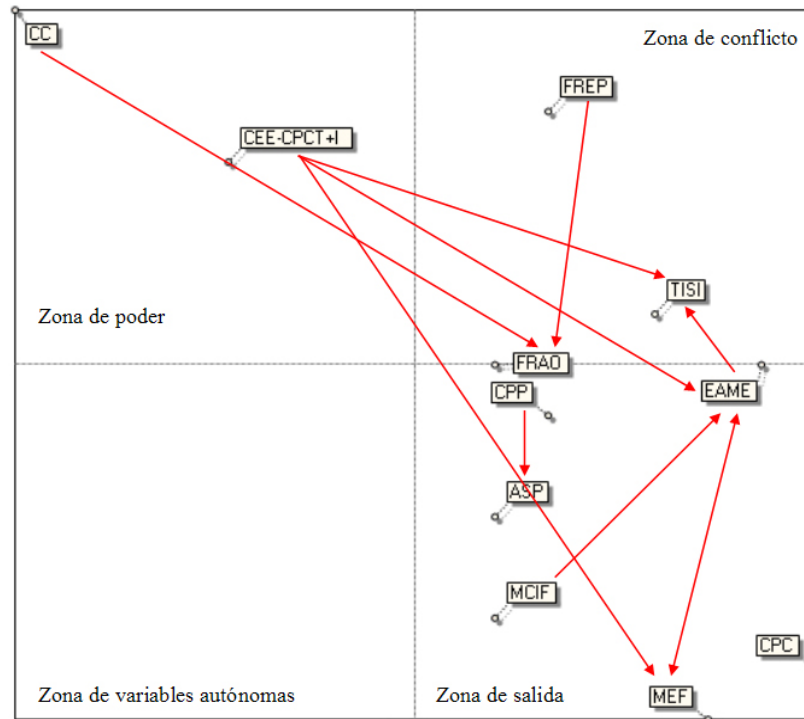 CC
Zona de conflicto
FREP
CEE-CPCT+I
TISI
Zona de poder
FRAO
EAME
CPP
ASP
MCIF
CPC
Zona de variables autónomas
Zona de salida
MEF